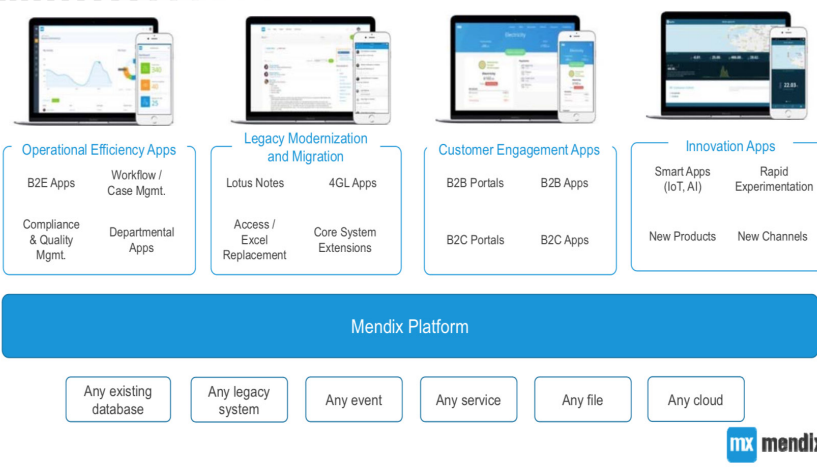 Operational Efficiency Apps
B2E Apps
Workflow /
Case Mgmt.
Compliance
& Quality
Mgmt.
Departmental
Apps
Legacy Modernization
and Migration
Lotus Notes
4GL Apps
Access /
Excel
Replacement
Core System
Extensions
Customer Engagement Apps
B2B Portals
B2B Apps
B2C Portals
B2C Apps
Innovation Apps
Smart Apps
(IoT, AI)
Rapid
Experimentation
New Products
New Channels
Mendix Platform
Any existing
database
Any legacy
system
Any event
Any service
Any file
Any cloud
mx mendix